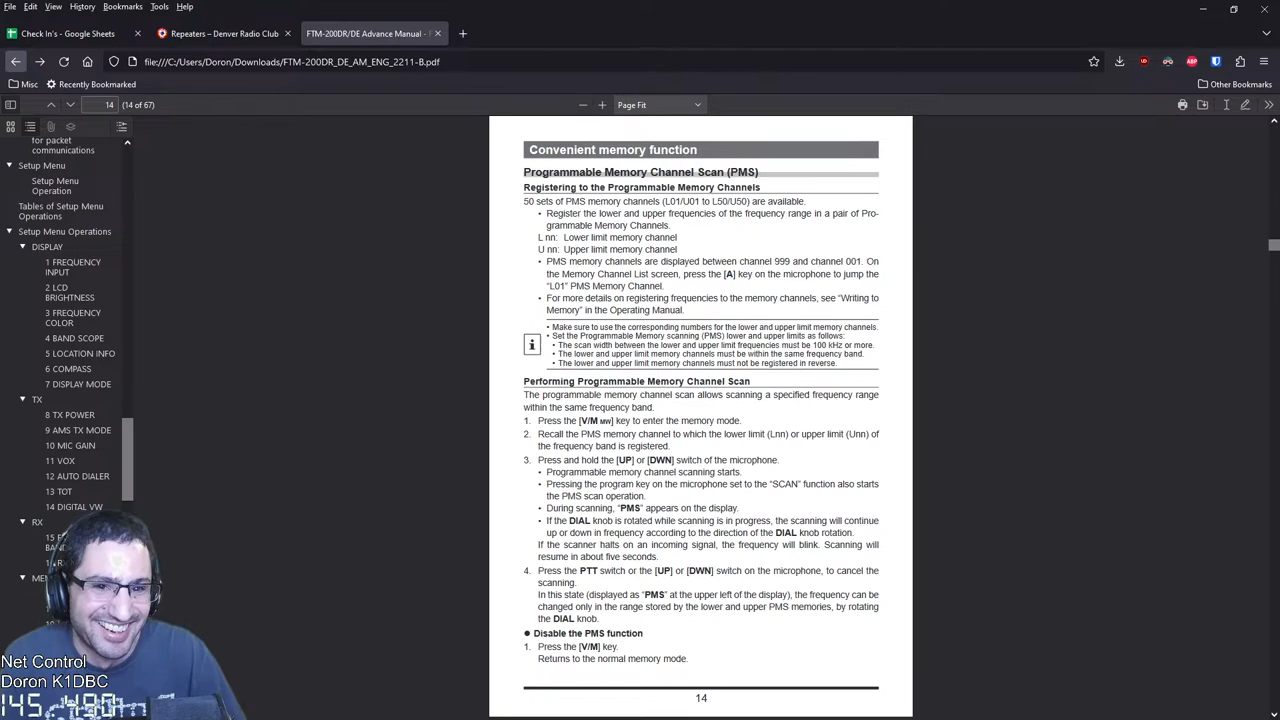 File Edit View History Bookmarks Tools Help
Check In's - Google Sheets
Repeaters – Denver Radio Club
FTM-200DR/DE Advance Manual - F
file:///C:/Users/Doron/Downloads/FTM-200DR_DE_AM_ENG_2211-B.pdf
Misc
Recently Bookmarked
Other Bookmarks
14 (14 of 67)
Page Fit
for packet
communications
Setup Menu
Setup Menu
Operation
Tables of Setup Menu
Operations
Setup Menu Operations
DISPLAY
1 FREQUENCY
INPUT
2 LCD
BRIGHTNESS
3 FREQUENCY
COLOR
4 BAND SCOPE
5 LOCATION INFO
6 COMPASS
7 DISPLAY MODE
TX
8 TX POWER
9 AMS TX MODE
10 MIC GAIN
11 VOX
12 AUTO DIALER
13 TOT
14 DIGITAL VW
RX
Net Control
Doron K1DBC
145.490m
Convenient memory function
Programmable Memory Channel Scan (PMS)
Registering to the Programmable Memory Channels
50 sets of PMS memory channels (L01/U01 to L50/U50) are available.
• Register the lower and upper frequencies of the frequency range in a pair of Pro-
grammable Memory Channels.
L nn: Lower limit memory channel
U nn: Upper limit memory channel
• PMS memory channels are displayed between channel 999 and channel 001. On
the Memory Channel List screen, press the [A] key on the microphone to jump the
“L01” PMS Memory Channel.
• For more details on registering frequencies to the memory channels, see “Writing to
Memory” in the Operating Manual.
• Make sure to use the corresponding numbers for the lower and upper limit memory channels.
• Set the Programmable Memory scanning (PMS) lower and upper limits as follows:
• The scan width between the lower and upper limit frequencies must be 100 kHz or more.
• The lower and upper limit memory channels must be within the same frequency band.
• The lower and upper limit memory channels must not be registered in reverse.
Performing Programmable Memory Channel Scan
The programmable memory channel scan allows scanning a specified frequency range
within the same frequency band.
1. Press the [V/M MW] key to enter the memory mode.
2. Recall the PMS memory channel to which the lower limit (Lnn) or upper limit (Unn) of
the frequency band is registered.
3. Press and hold the [UP] or [DWN] switch of the microphone.
• Programmable memory channel scanning starts.
• Pressing the program key on the microphone set to the “SCAN” function also starts
the PMS scan operation.
• During scanning, “PMS” appears on the display.
• If the DIAL knob is rotated while scanning is in progress, the scanning will continue
up or down in frequency according to the direction of the DIAL knob rotation.
If the scanner halts on an incoming signal, the frequency will blink. Scanning will
resume in about five seconds.
4. Press the PTT switch or the [UP] or [DWN] switch on the microphone, to cancel the
scanning.
In this state (displayed as “PMS” at the upper left of the display), the frequency can be
changed only in the range stored by the lower and upper PMS memories, by rotating
the DIAL knob.
● Disable the PMS function
1. Press the [V/M] key.
Returns to the normal memory mode.
14